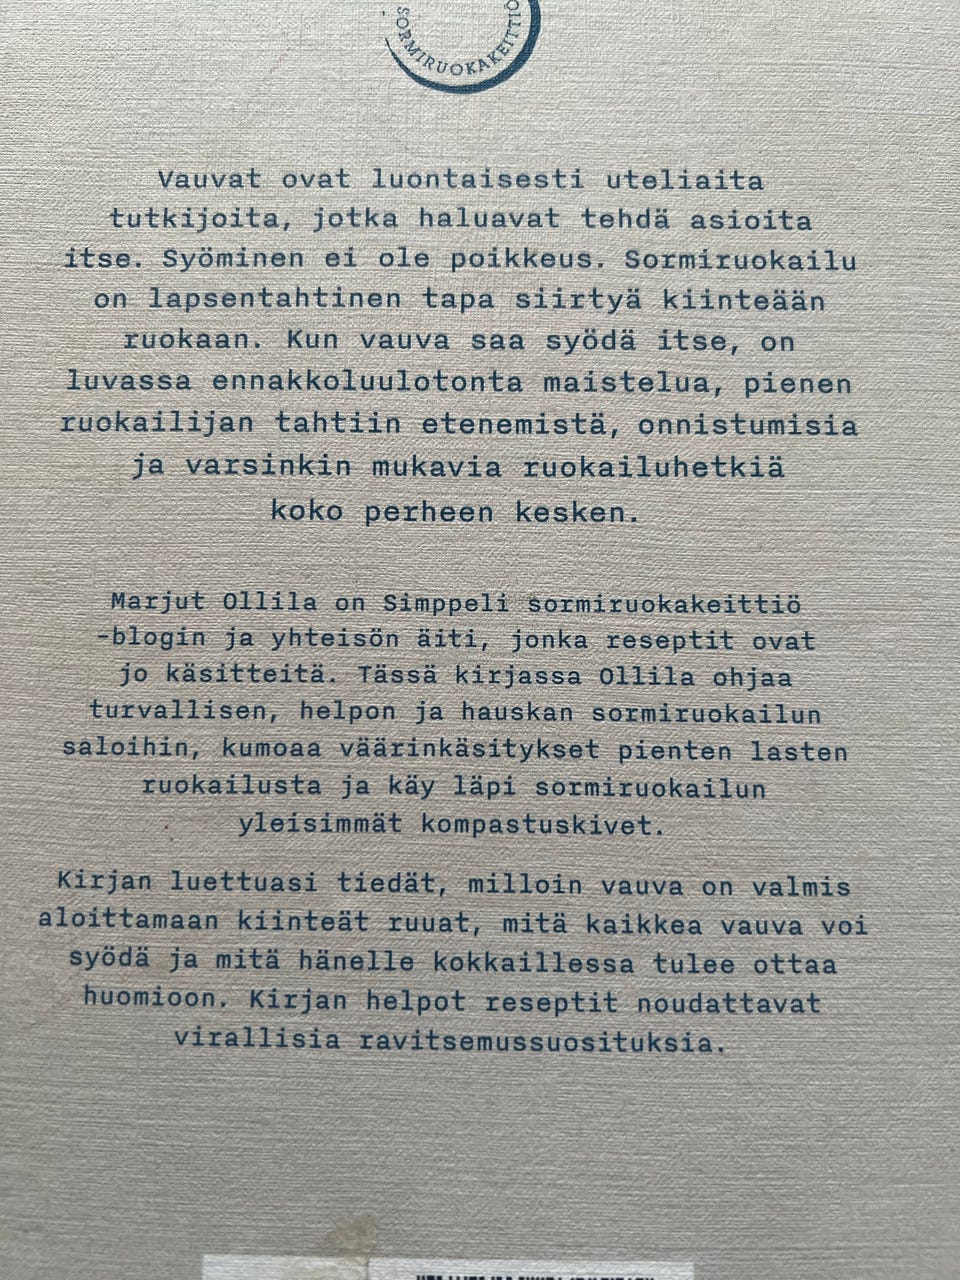 SORMIRUOKAKEITTIÖ
Vauvat ovat luontaisesti uteliaita
tutkijoita, jotka haluavat tehdä asioita
itse. Syöminen ei ole poikkeus. Sormiruokailu
on lapsentahtinen tapa siirtyä kiinteään
ruokaan. Kun vauva saa syödä itse, on
luvassa ennakkoluulotonta maistelua, pienen
ruokailijan tahtiin etenemistä, onnistumisia
ja varsinkin mukavia ruokailuhetkiä
koko perheen kesken.
Marjut Ollila on Simppeli sormiruokakeittiö
-blogin ja yhteisön äiti, jonka reseptit ovat
jo käsitteitä. Tässä kirjassa Ollila ohjaa
turvallisen, helpon ja hauskan sormiruokailun
saloihin, kumoaa väärinkäsitykset pienten lasten
ruokailusta ja käy läpi sormiruokailun
yleisimmät kompastuskivet.
Kirjan luettuasi tiedät, milloin vauva on valmis
aloittamaan kiinteät ruuat, mitä kaikkea vauva voi
syödä ja mitä hänelle kokkaillessa tulee ottaa
huomioon. Kirjan helpot reseptit noudattavat
virallisia ravitsemussuosituksia.